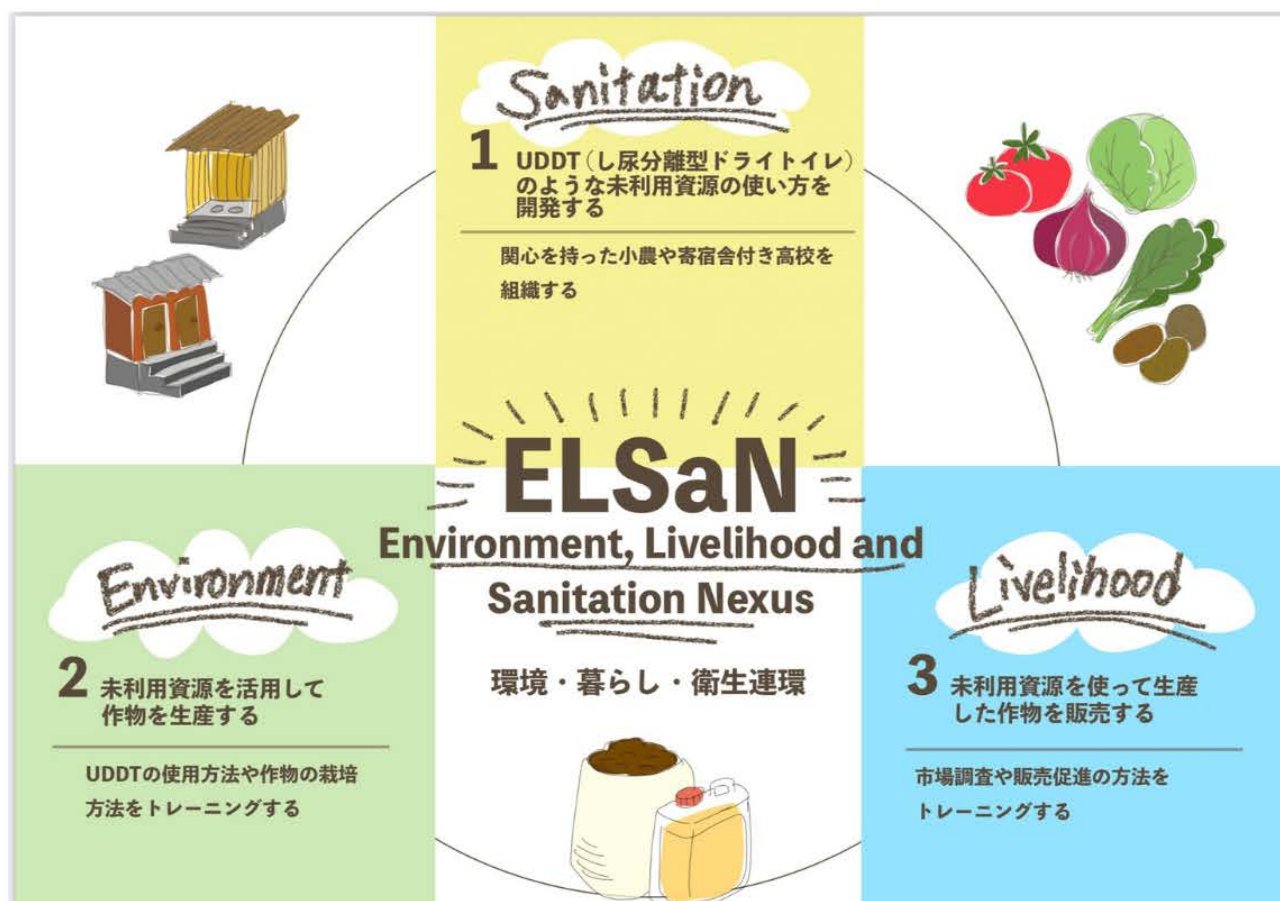 Sanitation
1 UDDT(し尿分離型ドライトイレ)
のような未利用資源の使い方を
開発する
関心を持った小農や寄宿舎付き高校を
組織する
ELSaN
Environment, Livelihood and
Sanitation Nexus
環境・暮らし・衛生連環
Environment
2 未利用資源を活用して
作物を生産する
UDDTの使用方法や作物の栽培
方法をトレーニングする
Livelihood
3 未利用資源を使って生産
した作物を販売する
市場調査や販売促進の方法を
トレーニングする